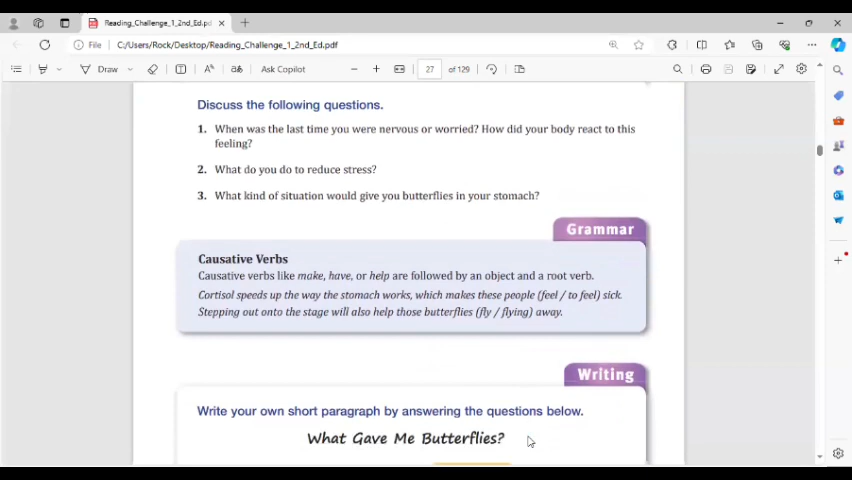 Reading_Challenge_1_2nd_Ed.pd
File C:/Users/Rock/Desktop/Reading_Challenge_1_2nd_Ed.pdf
Draw Ask Copilot 27 of 129
Discuss the following questions.
1. When was the last time you were nervous or worried? How did your body react to this
feeling?
2. What do you do to reduce stress?
3. What kind of situation would give you butterflies in your stomach?
Grammar
Causative Verbs
Causative verbs like make, have, or help are followed by an object and a root verb.
Cortisol speeds up the way the stomach works, which makes these people (feel / to feel) sick.
Stepping out onto the stage will also help those butterflies (fly / flying) away.
Writing
Write your own short paragraph by answering the questions below.
What Gave Me Butterflies?